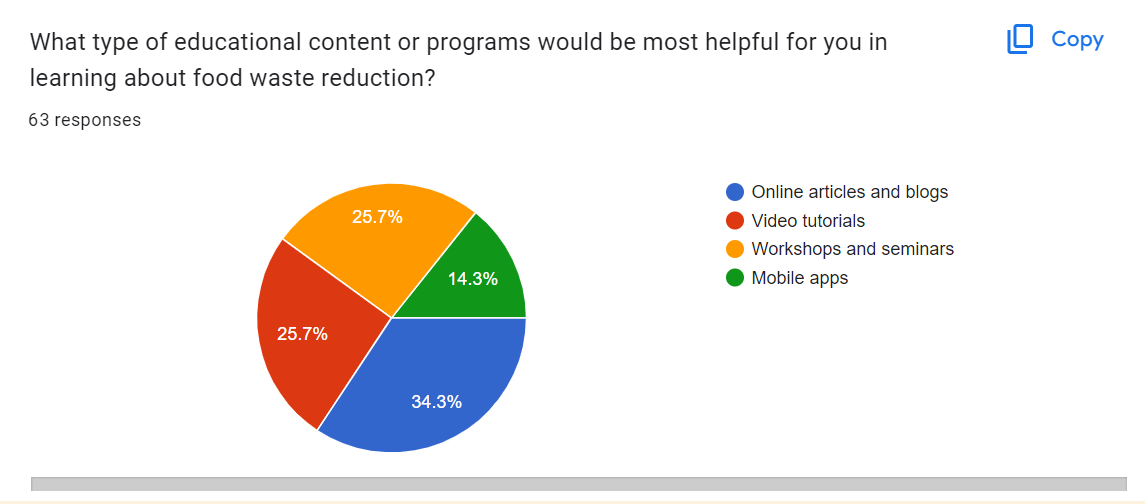 What type of educational content or programs would be most helpful for you in
learning about food waste reduction?
Copy
63 responses
25.7%
14.3%
25.7%
34.3%
Online articles and blogs
Video tutorials
Workshops and seminars
Mobile apps